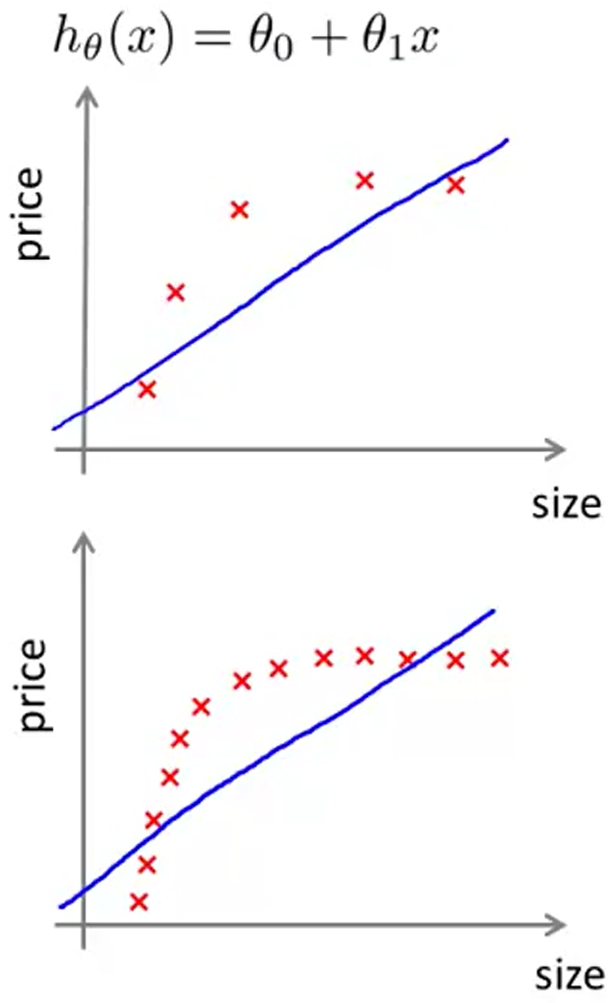 hθ(x) = θ0 + θ1x
price
size
price
size